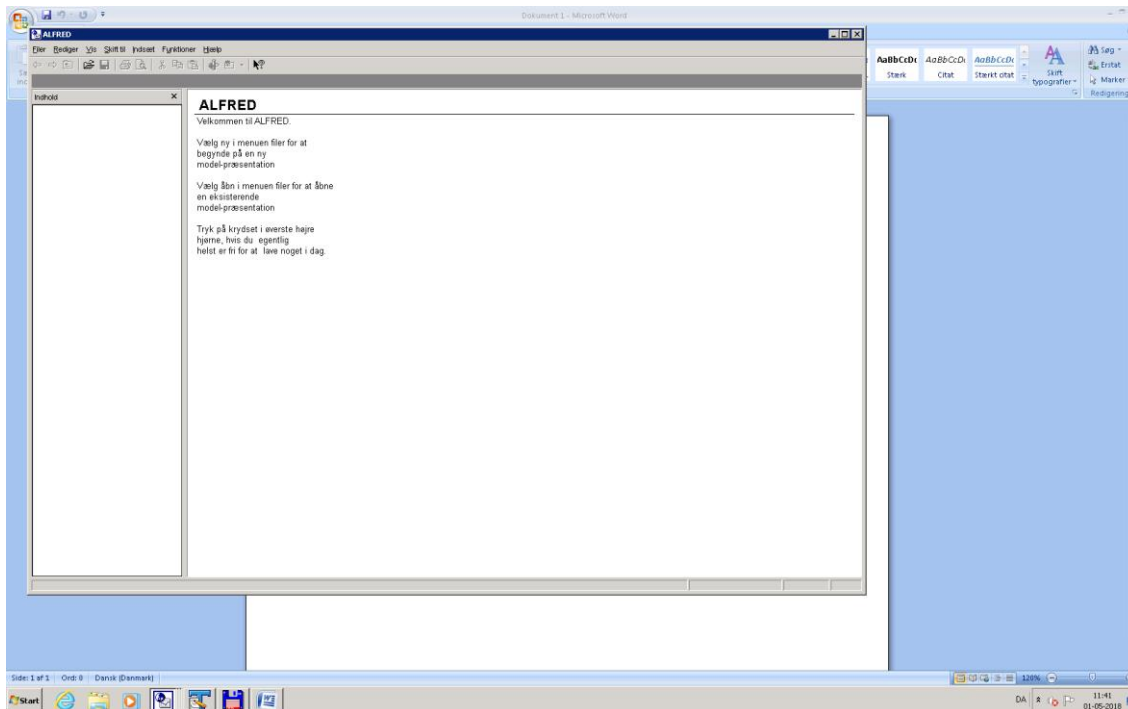 Dokument 1 - Microsoft Word
ALFRED
Filer Rediger Vis Skift til Indsæt Funktioner Hjælp
AaBbCcDc AaBbCcDc AaBbCcDc
Stærk Citat Stærkt citat
Skift
typografier
Søg
Erstat
Marker
Redigering
Indhold
ALFRED
Velkommen til ALFRED.
Vælg ny i menuen filer for at
begynde på en ny
model-præsentation
Vælg åbn i menuen filer for at åbne
en eksisterende
model-præsentation
Tryk på krydset i øverste højre
hjørne, hvis du egentlig
helst er fri for at lave noget i dag.
Side: 1 af 1 Ord: 0 Dansk (Danmark)
120%
Start
DA
11:41
01-05-2018